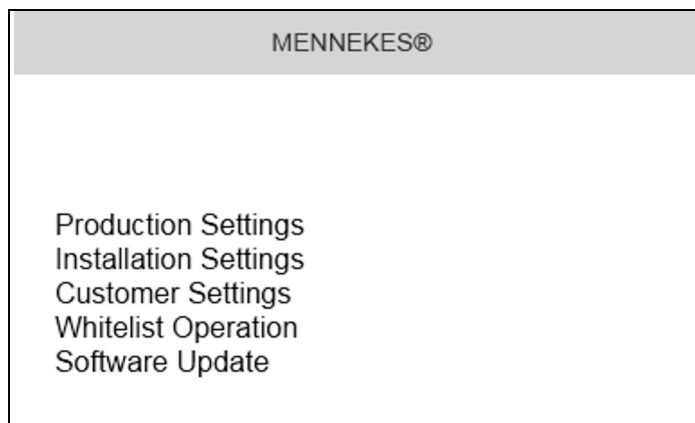 MENNEKES®
Production Settings
Installation Settings
Customer Settings
Whitelist Operation
Software Update